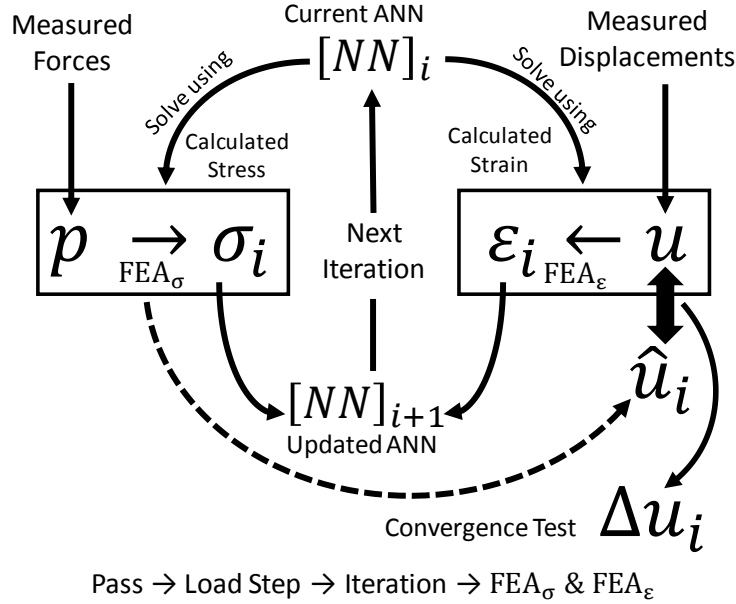 Measured
Forces
Current ANN
[NN]i
Measured
Displacements
Solve using
Solve using
Calculated
Stress
Calculated
Strain
p → σi
FEAσ
Next
Iteration
εi ← u
FEAε
ûi
[NN]i+1
Updated ANN
Convergence Test Δui
Pass → Load Step → Iteration → FEAσ & FEAε